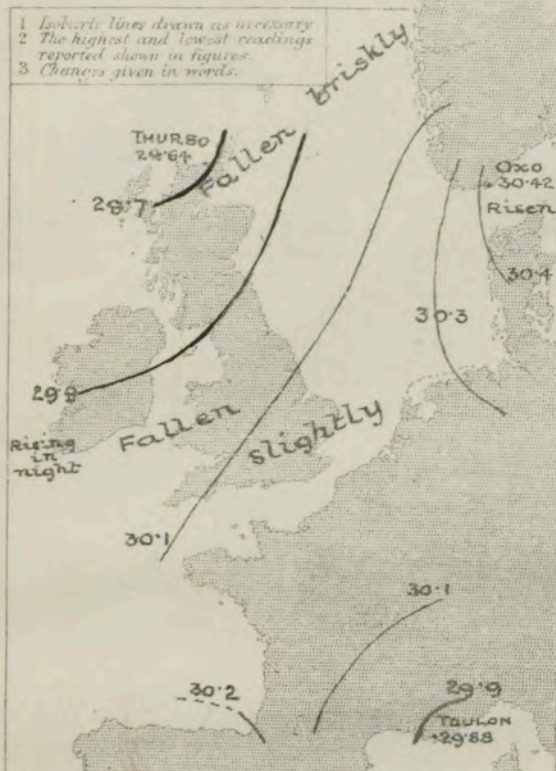 1 Isobaric lines drawn as necessary
2 The highest and lowest readings
reported shown in figures.
3 Changes given in words.
Fallen briskly
THURSO
29·64
29·7
OXO
30·42
Risen
30·4
30·3
29·9
Rising
in
night
Fallen slightly
30·1
30·1
30·2
29·9
TOULON
29·88